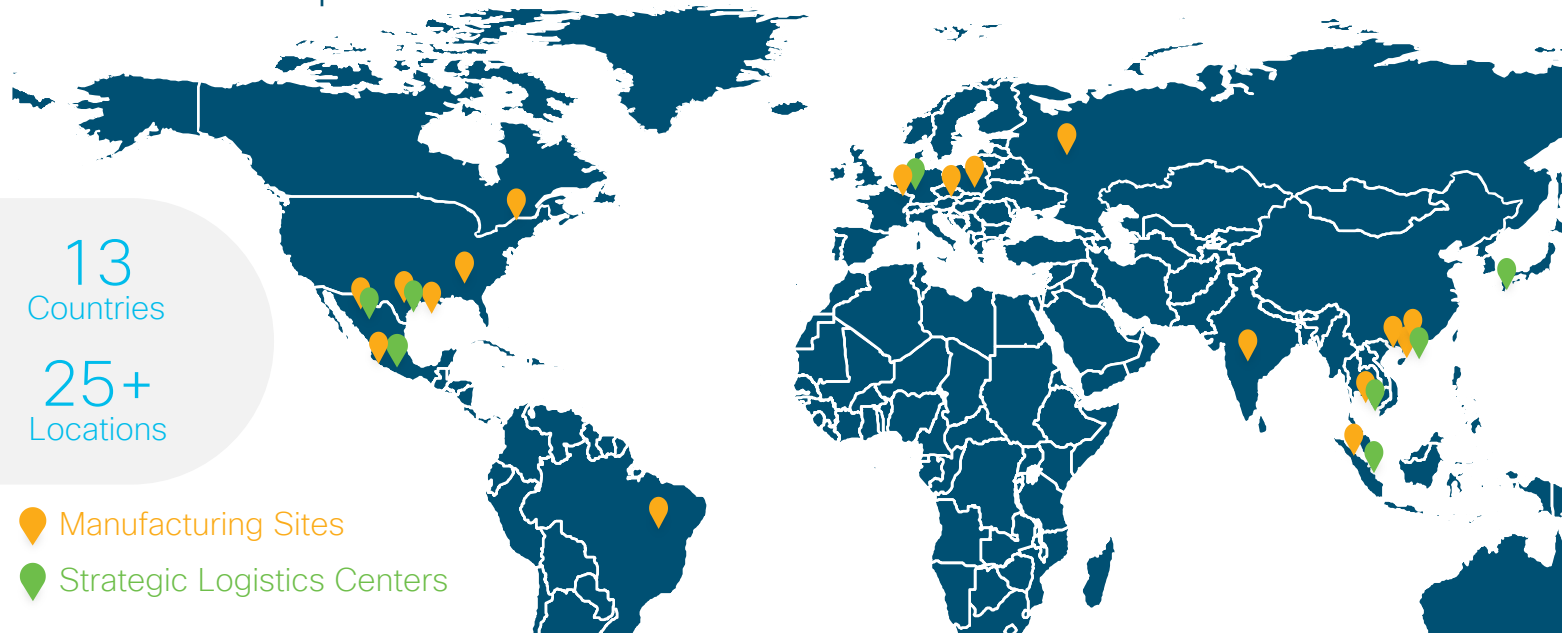 13
Countries
25+
Locations
Manufacturing Sites
Strategic Logistics Centers